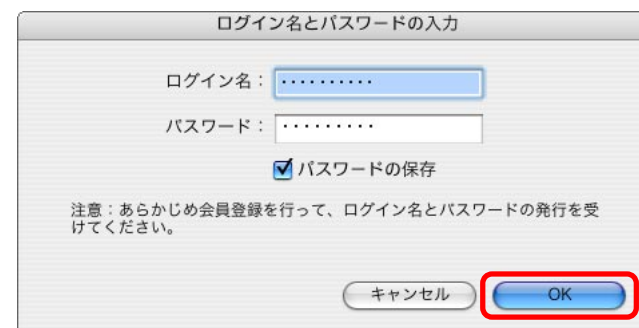 ログイン名とパスワードの入力
ログイン名：··········
パスワード：·········
パスワードの保存
注意：あらかじめ会員登録を行って、ログイン名とパスワードの発行を受
けてください。
キャンセル OK